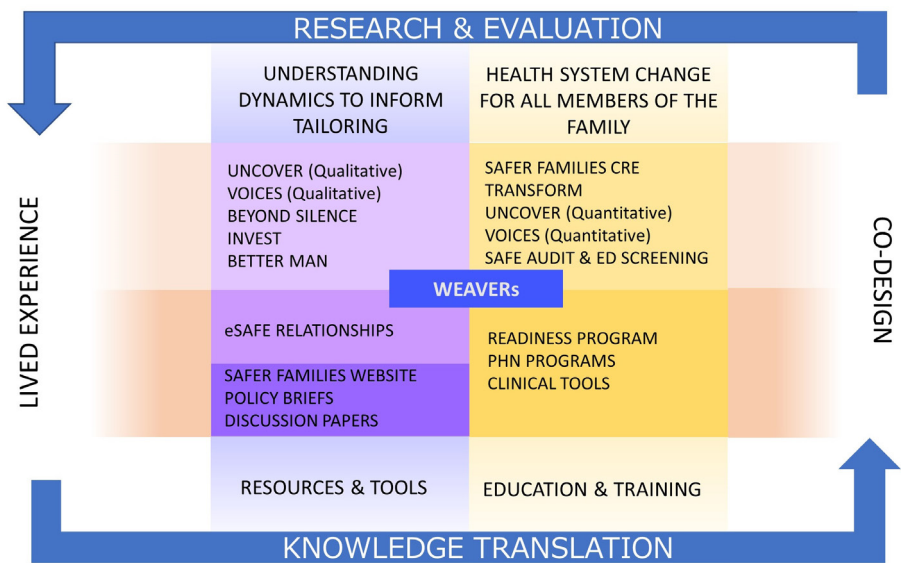 RESEARCH & EVALUATION
UNDERSTANDING
DYNAMICS TO INFORM
TAILORING
HEALTH SYSTEM CHANGE
FOR ALL MEMBERS OF THE
FAMILY
LIVED EXPERIENCE
UNCOVER (Qualitative)
VOICES (Qualitative)
BEYOND SILENCE
INVEST
BETTER MAN
SAFER FAMILIES CRE
TRANSFORM
UNCOVER (Quantitative)
VOICES (Quantitative)
SAFE AUDIT & ED SCREENING
CO-DESIGN
WEAVERs
eSAFE RELATIONSHIPS
SAFER FAMILIES WEBSITE
POLICY BRIEFS
DISCUSSION PAPERS
READINESS PROGRAM
PHN PROGRAMS
CLINICAL TOOLS
RESOURCES & TOOLS
EDUCATION & TRAINING
KNOWLEDGE TRANSLATION